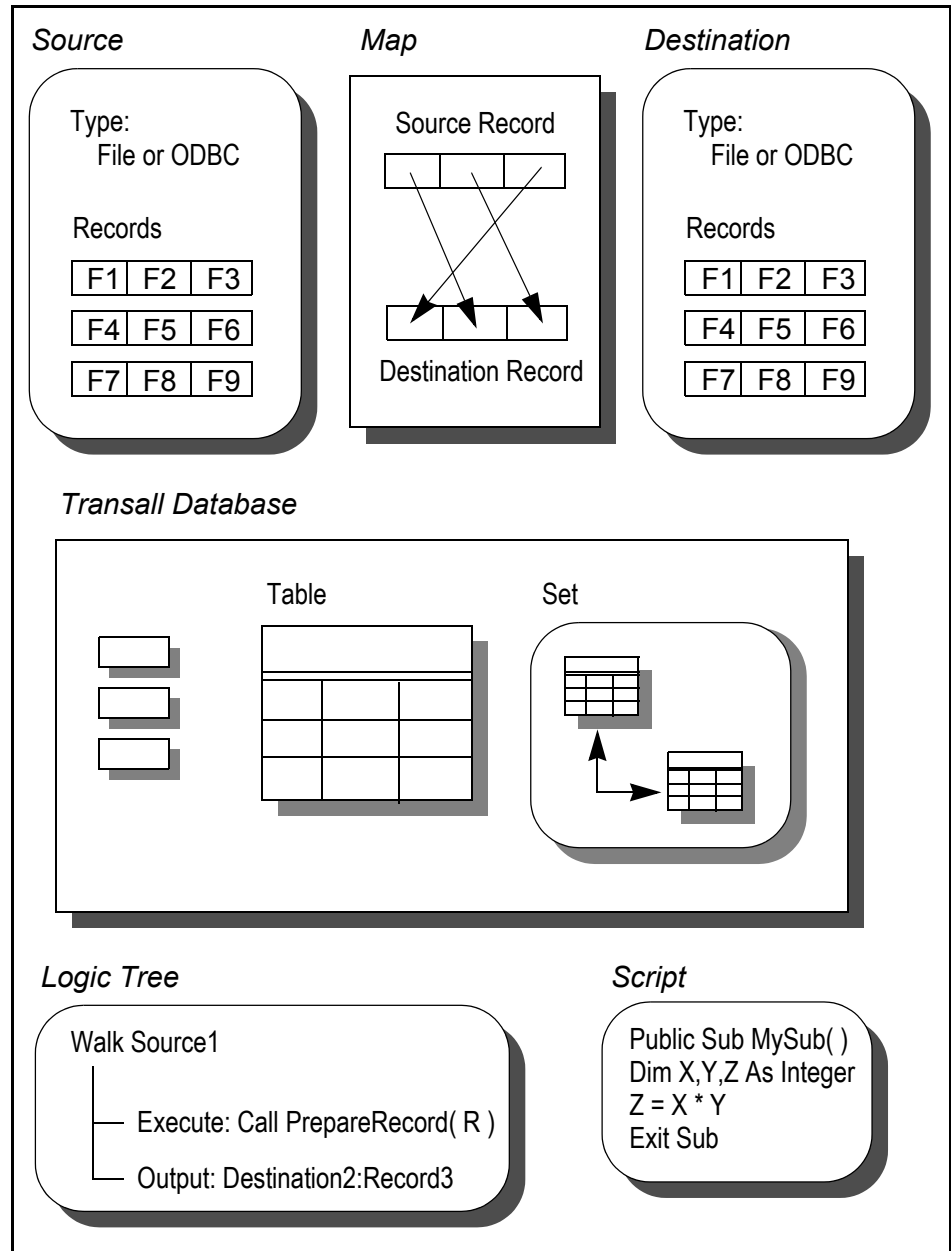 Source
Map
Destination
Type:
File or ODBC
Records
F1 F2 F3
F4 F5 F6
F7 F8 F9
Source Record
Destination Record
Type:
File or ODBC
Records
F1 F2 F3
F4 F5 F6
F7 F8 F9
Transall Database
Table
Set
Logic Tree
Walk Source1
Execute: Call PrepareRecord( R )
Output: Destination2:Record3
Script
Public Sub MySub( )
Dim X,Y,Z As Integer
Z = X * Y
Exit Sub